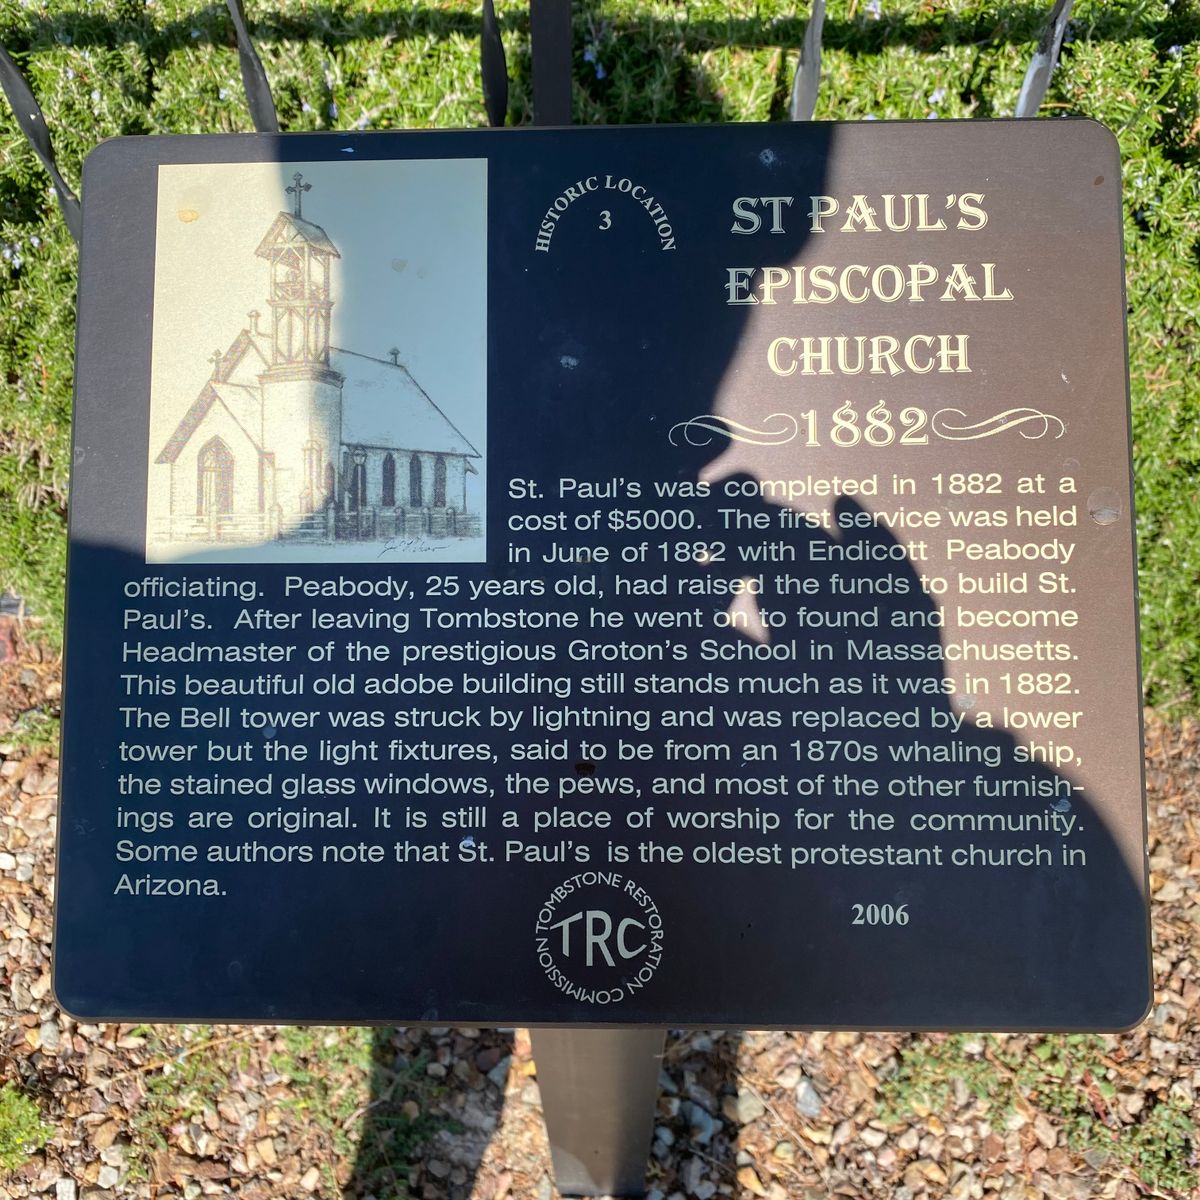 HISTORIC LOCATION
3
ST PAUL'S
EPISCOPAL
CHURCH
1882
St. Paul's was completed in 1882 at a
cost of $5000. The first service was held
in June of 1882 with Endicott Peabody
officiating. Peabody, 25 years old, had raised the funds to build St.
Paul's. After leaving Tombstone he went on to found and become
Headmaster of the prestigious Groton's School in Massachusetts.
This beautiful old adobe building still stands much as it was in 1882.
The Bell tower was struck by lightning and was replaced by a lower
tower but the light fixtures, said to be from an 1870s whaling ship,
the stained glass windows, the pews, and most of the other furnish-
ings are original. It is still a place of worship for the community.
Some authors note that St. Paul's is the oldest protestant church in
Arizona.
TOMBSTONE RESTORATION COMMISSION
TRC
2006